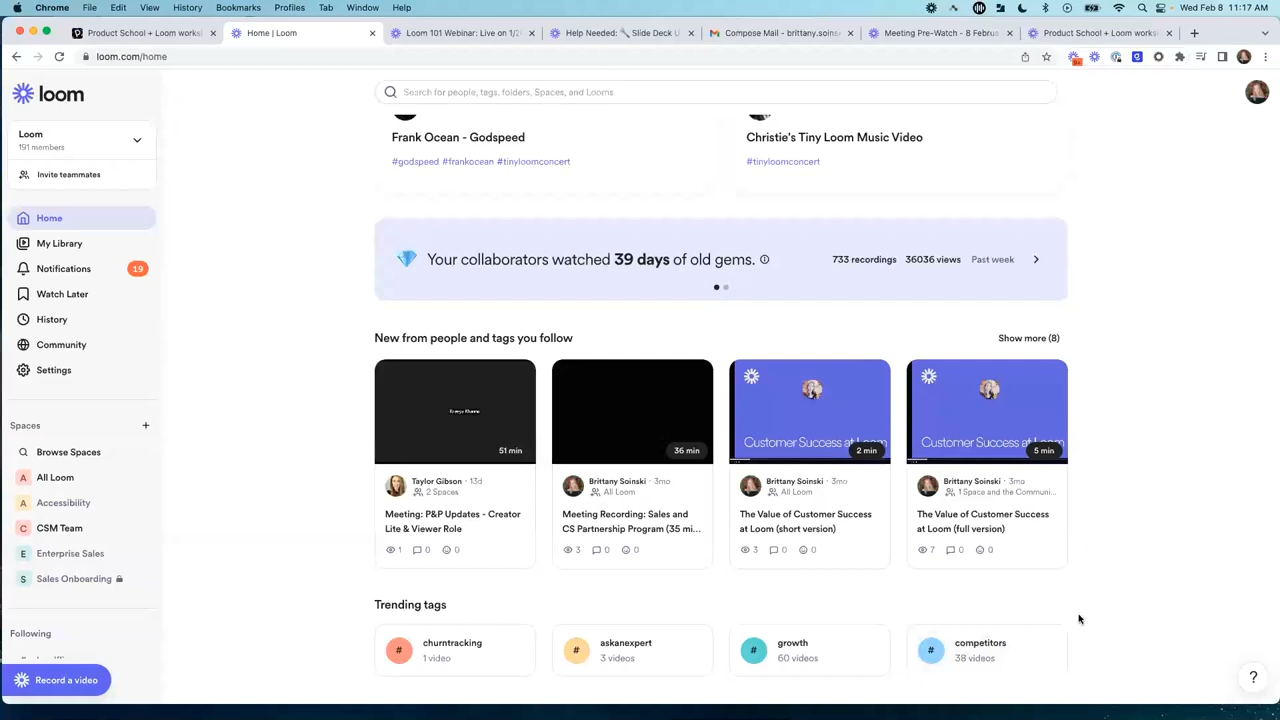 Chrome File Edit View History Bookmarks Profiles Tab Window Help
Wed Feb 8 11:17 AM
Product School + Loom works
Home | Loom
Loom 101 Webinar: Live on 1/2
Help Needed: 🔧 Slide Deck U
Compose Mail - brittany.soins
Meeting Pre-Watch - 8 Februa
Product School + Loom works
loom.com/home
loom
Search for people, tags, folders, Spaces, and Looms
Loom
191 members
Invite teammates
Home
My Library
Notifications 19
Watch Later
History
Community
Settings
Spaces +
Browse Spaces
A All Loom
A Accessibility
C CSM Team
E Enterprise Sales
S Sales Onboarding
Following
Record a video
Frank Ocean - Godspeed
#godspeed #frankocean #tinyloomconcert
Christie's Tiny Loom Music Video
#tinyloomconcert
Your collaborators watched 39 days of old gems.
733 recordings 36036 views Past week
New from people and tags you follow
Show more (8)
51 min
Taylor Gibson · 13d
2 Spaces
Meeting: P&P Updates - Creator
Lite & Viewer Role
1 0 0
36 min
Brittany Soinski · 3mo
All Loom
Meeting Recording: Sales and
CS Partnership Program (35 mi...
3 0 0
Customer Success at Loom
2 min
Brittany Soinski · 3mo
All Loom
The Value of Customer Success
at Loom (short version)
3 0 0
Customer Success at Loom
5 min
Brittany Soinski · 3mo
1 Space and the Communi...
The Value of Customer Success
at Loom (full version)
7 0 0
Trending tags
# churntracking
1 video
# askanexpert
3 videos
# growth
60 videos
# competitors
38 videos
?